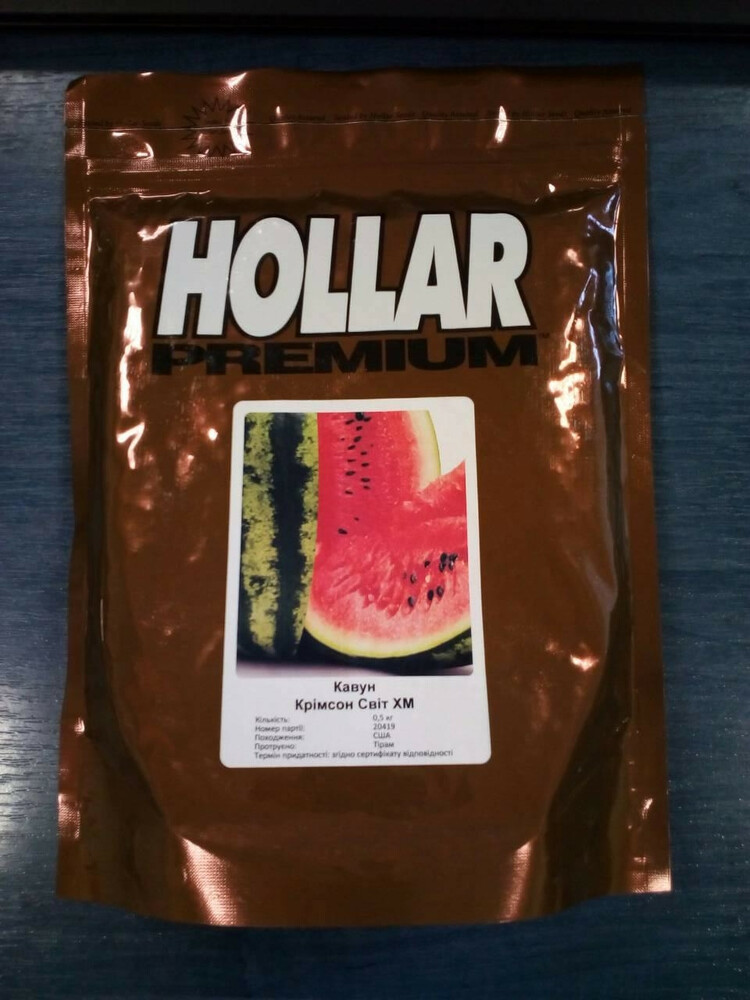 HOLLAR
PREMIUM
Кавун
Крімсон Світ ХМ
Кількість: 0,5 кг
Номер партії: 20419
Походження: США
Протруєно: Тірам
Термін придатності: згідно сертифікату відповідності